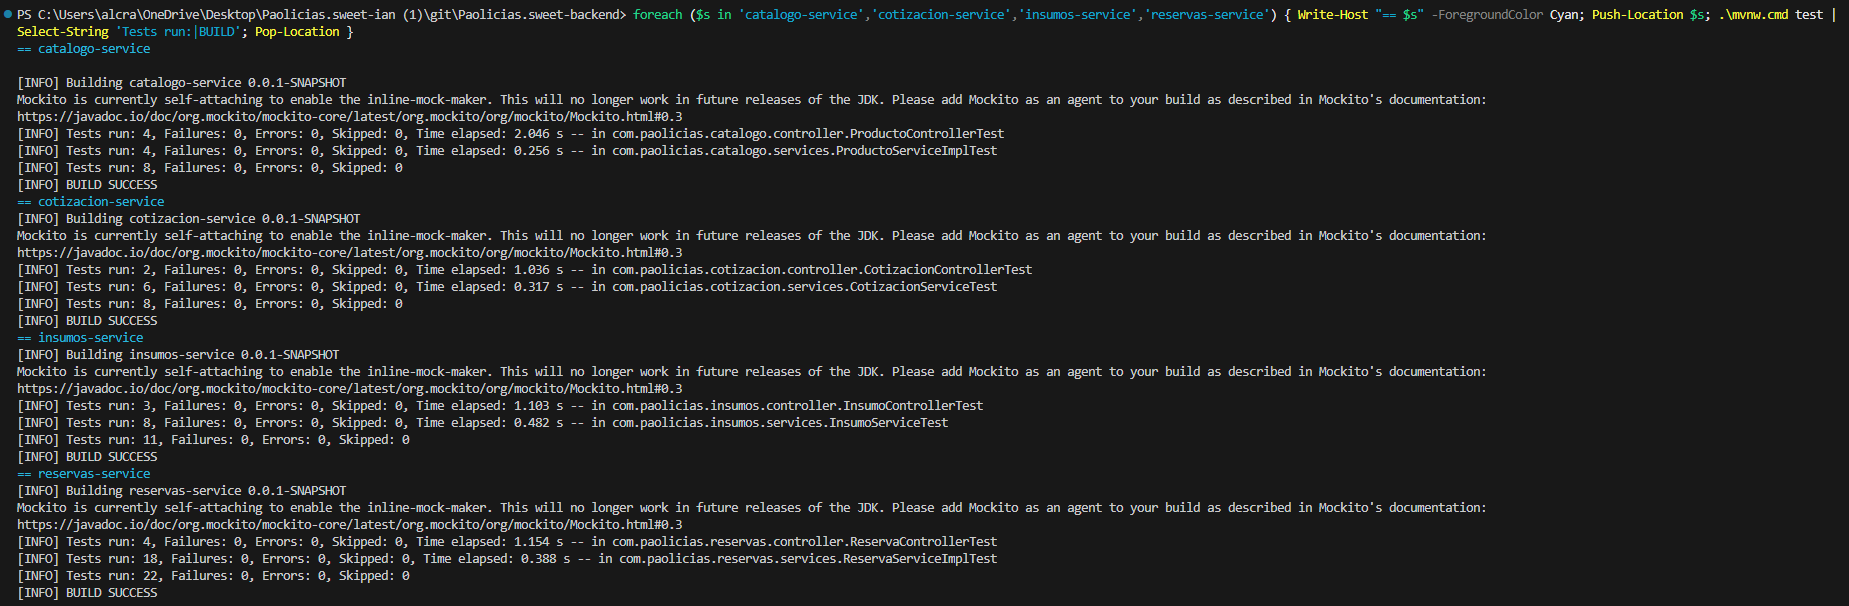 PS C:\Users\alcra\OneDrive\Desktop\Paolicias.sweet-ian (1)\git\Paolicias.sweet-backend> foreach ($s in 'catalogo-service','cotizacion-service','insumos-service','reservas-service') { Write-Host "== $s" -ForegroundColor Cyan; Push-Location $s; .\mvnw.cmd test |
Select-String 'Tests run:|BUILD'; Pop-Location }
== catalogo-service
[INFO] Building catalogo-service 0.0.1-SNAPSHOT
Mockito is currently self-attaching to enable the inline-mock-maker. This will no longer work in future releases of the JDK. Please add Mockito as an agent to your build as described in Mockito's documentation:
https://javadoc.io/doc/org.mockito/mockito-core/latest/org.mockito/org/mockito/Mockito.html#0.3
[INFO] Tests run: 4, Failures: 0, Errors: 0, Skipped: 0, Time elapsed: 2.046 s -- in com.paolicias.catalogo.controller.ProductoControllerTest
[INFO] Tests run: 4, Failures: 0, Errors: 0, Skipped: 0, Time elapsed: 0.256 s -- in com.paolicias.catalogo.services.ProductoServiceImplTest
[INFO] Tests run: 8, Failures: 0, Errors: 0, Skipped: 0
[INFO] BUILD SUCCESS
== cotizacion-service
[INFO] Building cotizacion-service 0.0.1-SNAPSHOT
Mockito is currently self-attaching to enable the inline-mock-maker. This will no longer work in future releases of the JDK. Please add Mockito as an agent to your build as described in Mockito's documentation:
https://javadoc.io/doc/org.mockito/mockito-core/latest/org.mockito/org/mockito/Mockito.html#0.3
[INFO] Tests run: 2, Failures: 0, Errors: 0, Skipped: 0, Time elapsed: 1.036 s -- in com.paolicias.cotizacion.controller.CotizacionControllerTest
[INFO] Tests run: 6, Failures: 0, Errors: 0, Skipped: 0, Time elapsed: 0.317 s -- in com.paolicias.cotizacion.services.CotizacionServiceTest
[INFO] Tests run: 8, Failures: 0, Errors: 0, Skipped: 0
[INFO] BUILD SUCCESS
== insumos-service
[INFO] Building insumos-service 0.0.1-SNAPSHOT
Mockito is currently self-attaching to enable the inline-mock-maker. This will no longer work in future releases of the JDK. Please add Mockito as an agent to your build as described in Mockito's documentation:
https://javadoc.io/doc/org.mockito/mockito-core/latest/org.mockito/org/mockito/Mockito.html#0.3
[INFO] Tests run: 3, Failures: 0, Errors: 0, Skipped: 0, Time elapsed: 1.103 s -- in com.paolicias.insumos.controller.InsumoControllerTest
[INFO] Tests run: 8, Failures: 0, Errors: 0, Skipped: 0, Time elapsed: 0.482 s -- in com.paolicias.insumos.services.InsumoServiceTest
[INFO] Tests run: 11, Failures: 0, Errors: 0, Skipped: 0
[INFO] BUILD SUCCESS
== reservas-service
[INFO] Building reservas-service 0.0.1-SNAPSHOT
Mockito is currently self-attaching to enable the inline-mock-maker. This will no longer work in future releases of the JDK. Please add Mockito as an agent to your build as described in Mockito's documentation:
https://javadoc.io/doc/org.mockito/mockito-core/latest/org.mockito/org/mockito/Mockito.html#0.3
[INFO] Tests run: 4, Failures: 0, Errors: 0, Skipped: 0, Time elapsed: 1.154 s -- in com.paolicias.reservas.controller.ReservaControllerTest
[INFO] Tests run: 18, Failures: 0, Errors: 0, Skipped: 0, Time elapsed: 0.388 s -- in com.paolicias.reservas.services.ReservaServiceImplTest
[INFO] Tests run: 22, Failures: 0, Errors: 0, Skipped: 0
[INFO] BUILD SUCCESS